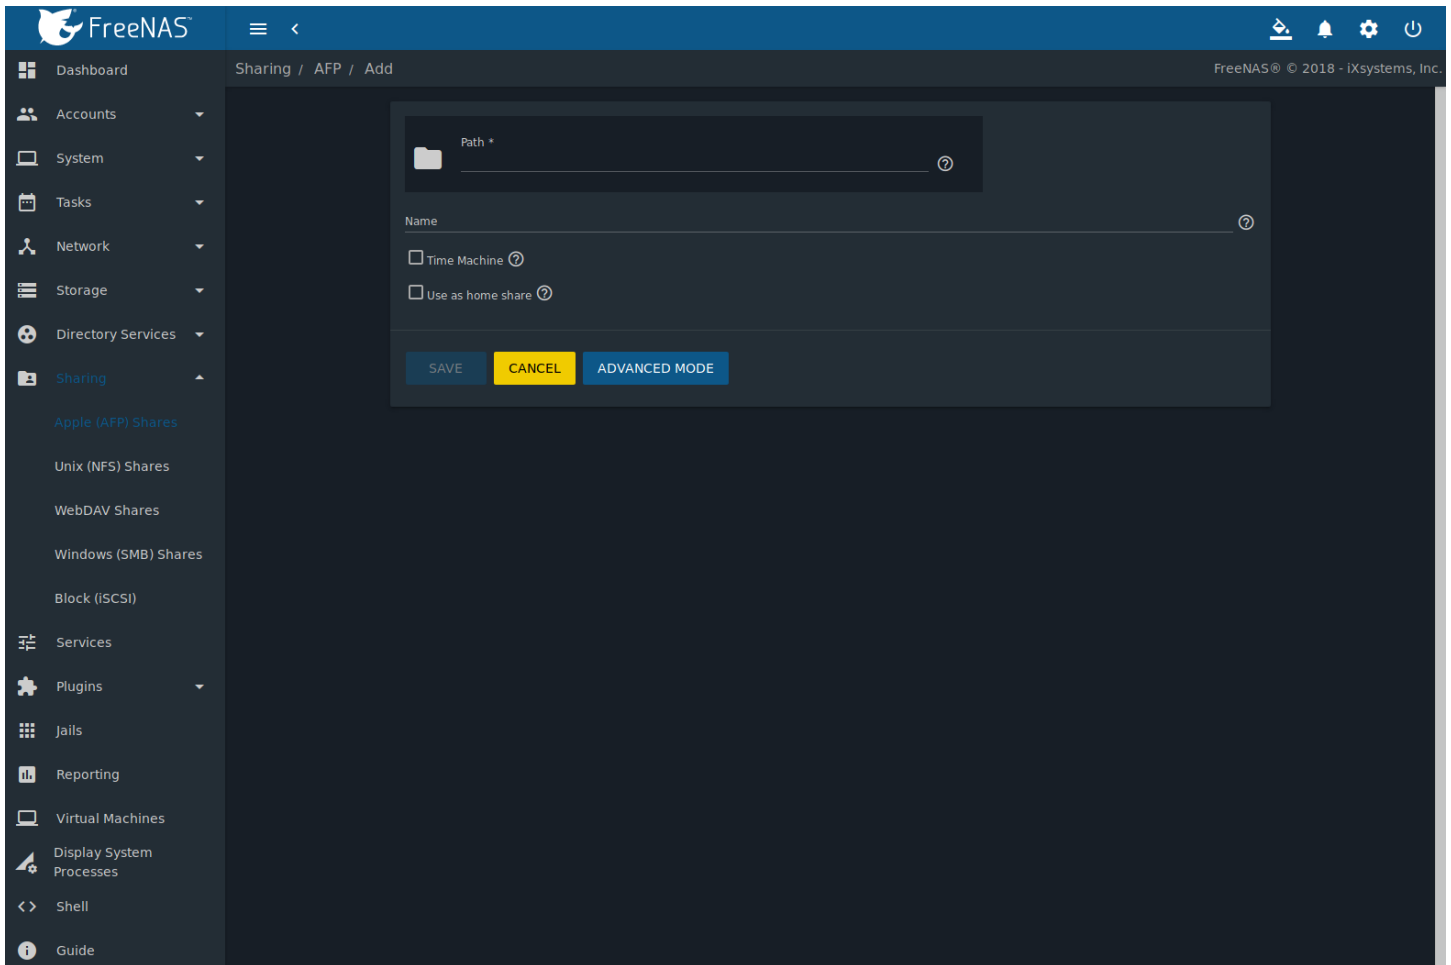 FreeNAS™
Sharing / AFP / Add
FreeNAS® © 2018 - iXsystems, Inc.
Dashboard
Accounts
System
Tasks
Network
Storage
Directory Services
Sharing
Apple (AFP) Shares
Unix (NFS) Shares
WebDAV Shares
Windows (SMB) Shares
Block (iSCSI)
Services
Plugins
Jails
Reporting
Virtual Machines
Display System
Processes
Shell
Guide
Path *
Name
Time Machine
Use as home share
SAVE CANCEL ADVANCED MODE